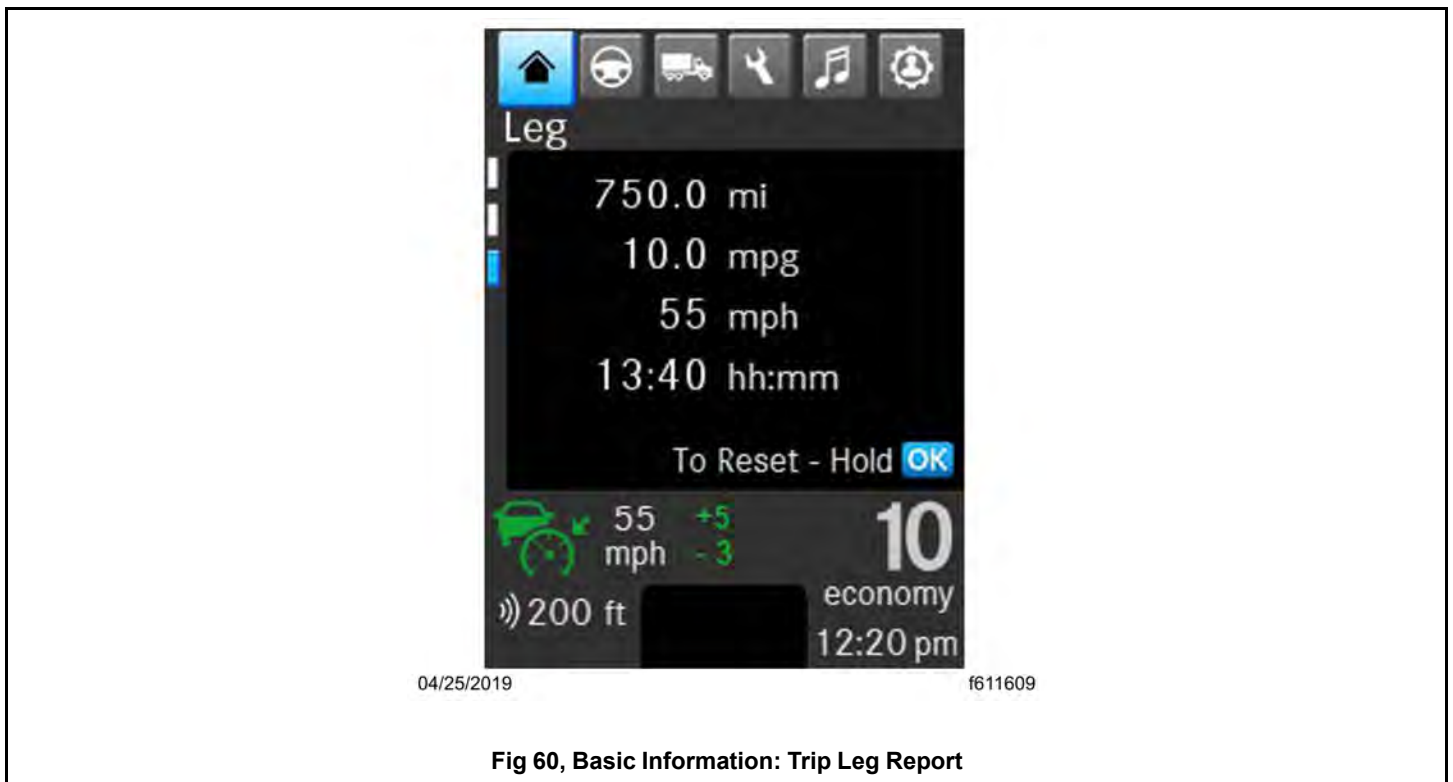 Leg
750.0 mi
10.0 mpg
55 mph
13:40 hh:mm
To Reset - Hold OK
55 +5
mph - 3
10
economy
200 ft
12:20 pm
04/25/2019 f611609
Fig 60, Basic Information: Trip Leg Report